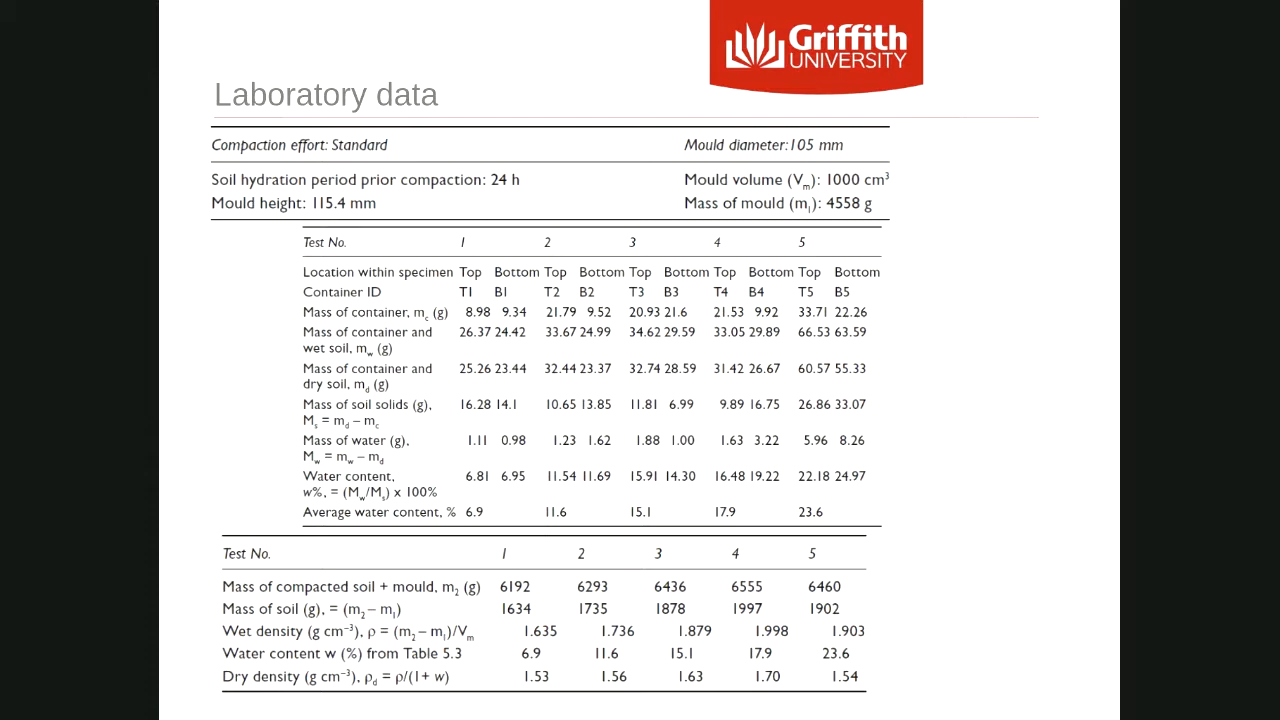 Griffith
UNIVERSITY
Laboratory data
Compaction effort: Standard Mould diameter:105 mm
Soil hydration period prior compaction: 24 h Mould volume (Vm): 1000 cm³
Mould height: 115.4 mm Mass of mould (m1): 4558 g
Test No. 1 2 3 4 5
Location within specimen Top Bottom Top Bottom Top Bottom Top Bottom Top Bottom
Container ID T1 B1 T2 B2 T3 B3 T4 B4 T5 B5
Mass of container, mc (g) 8.98 9.34 21.79 9.52 20.93 21.6 21.53 9.92 33.71 22.26
Mass of container and 26.37 24.42 33.67 24.99 34.62 29.59 33.05 29.89 66.53 63.59
wet soil, mw (g)
Mass of container and 25.26 23.44 32.44 23.37 32.74 28.59 31.42 26.67 60.57 55.33
dry soil, md (g)
Mass of soil solids (g), 16.28 14.1 10.65 13.85 11.81 6.99 9.89 16.75 26.86 33.07
Ms = md – mc
Mass of water (g), 1.11 0.98 1.23 1.62 1.88 1.00 1.63 3.22 5.96 8.26
Mw = mw – md
Water content, 6.81 6.95 11.54 11.69 15.91 14.30 16.48 19.22 22.18 24.97
w%, = (Mw/Ms) x 100%
Average water content, % 6.9 11.6 15.1 17.9 23.6
Test No. 1 2 3 4 5
Mass of compacted soil + mould, m2 (g) 6192 6293 6436 6555 6460
Mass of soil (g), = (m2 – m1) 1634 1735 1878 1997 1902
Wet density (g cm⁻³), ρ = (m2 – m1)/Vm 1.635 1.736 1.879 1.998 1.903
Water content w (%) from Table 5.3 6.9 11.6 15.1 17.9 23.6
Dry density (g cm⁻³), ρd = ρ/(1+ w) 1.53 1.56 1.63 1.70 1.54